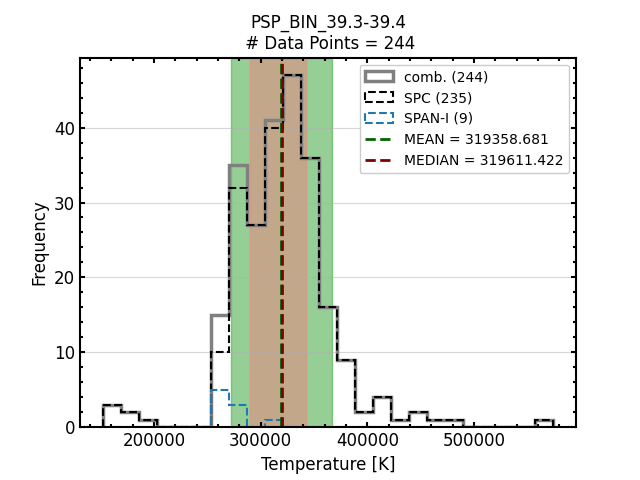 PSP_BIN_39.3-39.4
# Data Points = 244
comb. (244)
SPC (235)
SPAN-I (9)
MEAN = 319358.681
MEDIAN = 319611.422
Frequency
40
30
20
10
0
200000 300000 400000 500000
Temperature [K]